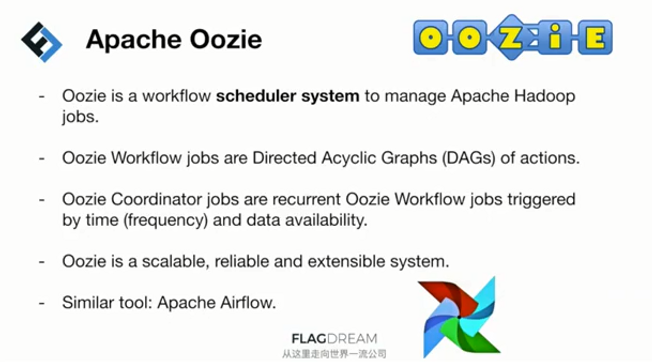 Apache Oozie
OOZiE
- Oozie is a workflow scheduler system to manage Apache Hadoop
jobs.
- Oozie Workflow jobs are Directed Acyclic Graphs (DAGs) of actions.
- Oozie Coordinator jobs are recurrent Oozie Workflow jobs triggered
by time (frequency) and data availability.
- Oozie is a scalable, reliable and extensible system.
- Similar tool: Apache Airflow.
FLAGDREAM
从这里走向世界一流公司